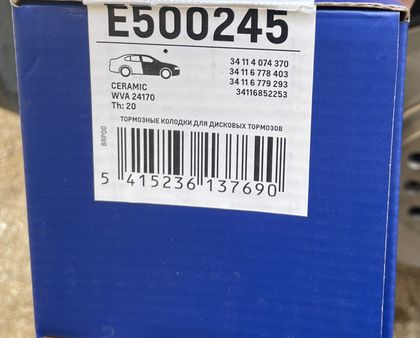 E500245
34 11 4 074 370
34 11 6 778 403
34 11 6 779 293
34116852253
CERAMIC
WVA 24170
Th: 20
ТОРМОЗНЫЕ КОЛОДКИ ДЛЯ ДИСКОВЫХ ТОРМОЗОВ
BRP00
5 415236 137690